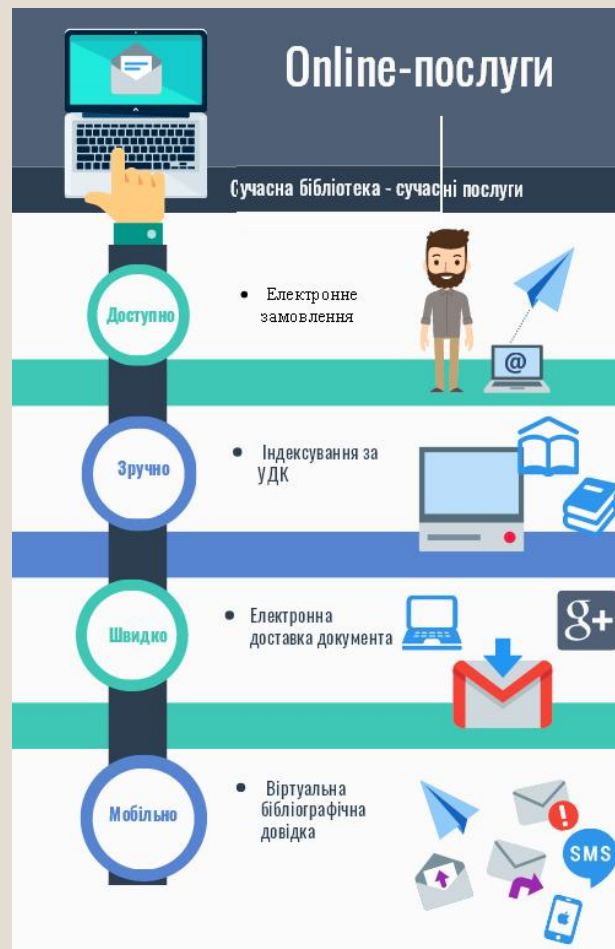 Online-послуги
Сучасна бібліотека - сучасні послуги
Доступно
• Електронне
замовлення
@
Зручно
• Індексування за
УДК
Швидко
• Електронна
доставка документа
g+
Мобільно
• Віртуальна
бібліографічна
довідка
!
SMS